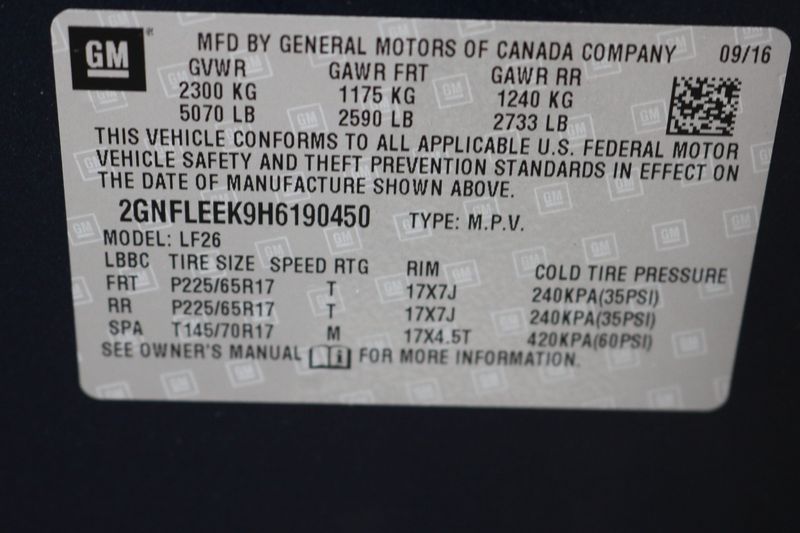 GM MFD BY GENERAL MOTORS OF CANADA COMPANY 09/16
GVWR GAWR FRT GAWR RR
2300 KG 1175 KG 1240 KG
5070 LB 2590 LB 2733 LB
THIS VEHICLE CONFORMS TO ALL APPLICABLE U.S. FEDERAL MOTOR
VEHICLE SAFETY AND THEFT PREVENTION STANDARDS IN EFFECT ON
THE DATE OF MANUFACTURE SHOWN ABOVE.
2GNFLEEK9H6190450 TYPE: M.P.V.
MODEL: LF26
LBBC TIRE SIZE SPEED RTG RIM COLD TIRE PRESSURE
FRT P225/65R17 T 17X7J 240KPA(35PSI)
RR P225/65R17 T 17X7J 240KPA(35PSI)
SPA T145/70R17 M 17X4.5T 420KPA(60PSI)
SEE OWNER'S MANUAL FOR MORE INFORMATION.